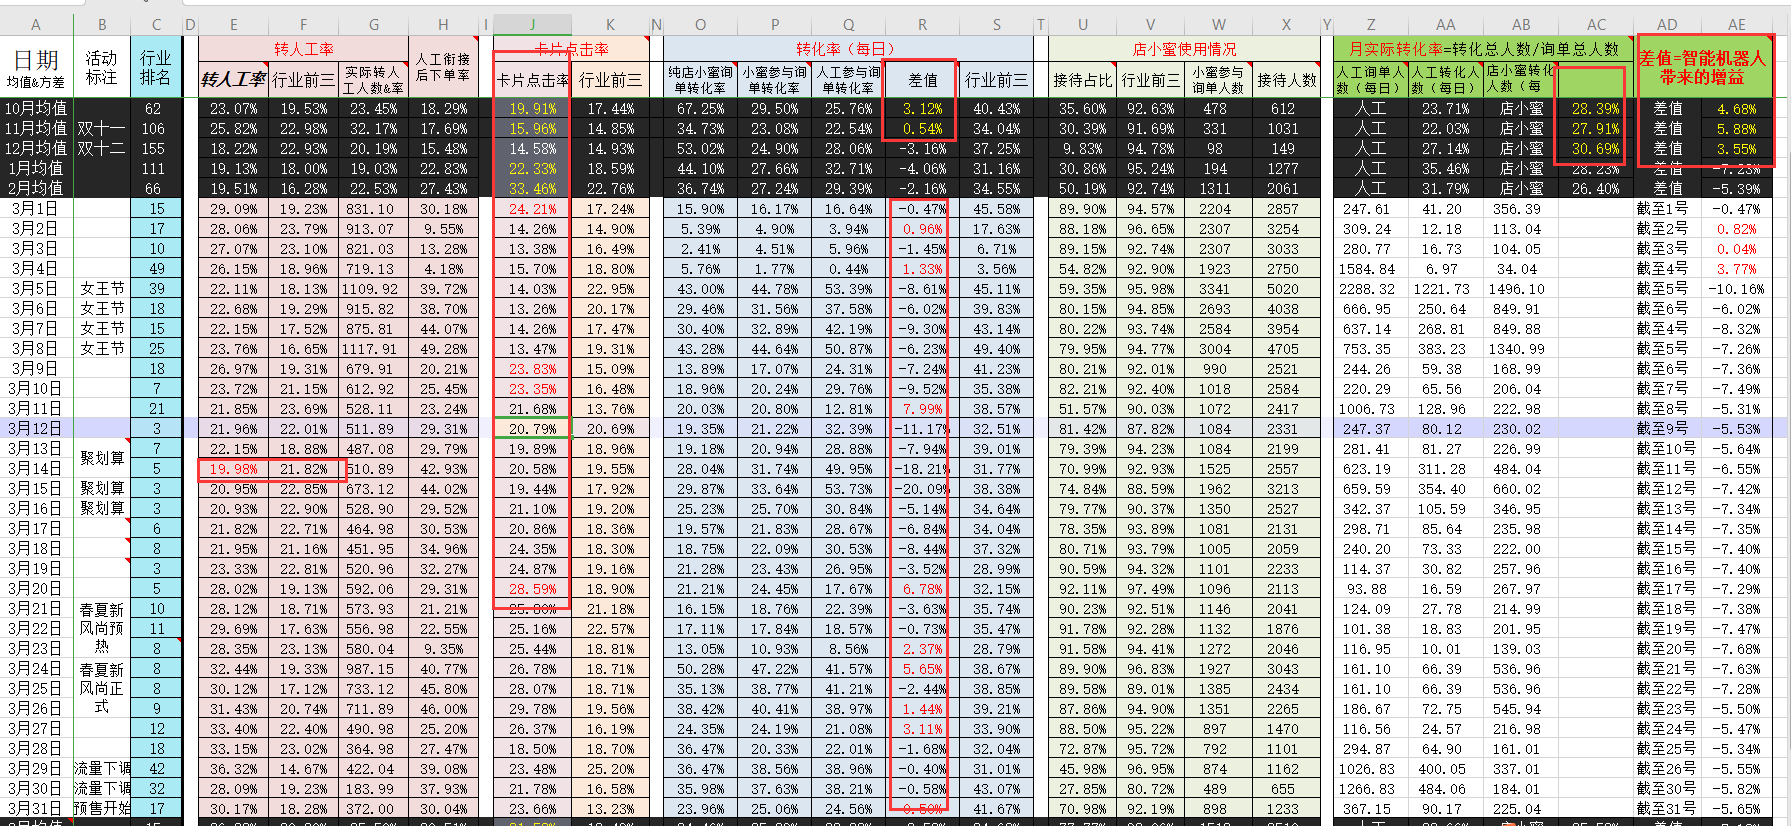 A B C D E F G H I J K N O P Q R S T U V W X Y Z AA AB AC AD AE
日期 均值&方差 活动标注 行业排名 转人工率 人工衔接后下单率 卡片点击率 转化率（每日） 店小蜜使用情况 月实际转化率=转化总人数/询单总人数 差值=智能机器人带来的增益
转人工率 行业前三 实际转人工人数&率 卡片点击率 行业前三 纯店小蜜询单转化率 小蜜参与询单转化率 人工参与询单转化率 差值 行业前三 接待占比 行业前三 小蜜参与询单人数 接待人数 人工询单人数（每日） 人工转化人数（每日） 店小蜜转化人数（每
10月均值 62 23.07% 19.53% 23.45% 18.29% 19.91% 17.44% 67.25% 29.50% 25.76% 3.12% 40.43% 35.60% 92.63% 478 612 人工 23.71% 店小蜜 28.39% 差值 4.68%
11月均值 双十一 106 25.82% 22.98% 32.17% 17.69% 15.96% 14.85% 34.73% 23.08% 22.54% 0.54% 34.04% 30.39% 91.69% 331 1031 人工 22.03% 店小蜜 27.91% 差值 5.88%
12月均值 双十二 155 18.22% 22.93% 20.19% 15.48% 14.58% 14.93% 53.02% 24.90% 28.06% -3.16% 37.25% 9.83% 94.78% 98 149 人工 27.14% 店小蜜 30.69% 差值 3.55%
1月均值 111 19.13% 18.00% 19.03% 22.83% 22.33% 18.59% 44.10% 27.66% 32.71% -4.06% 31.16% 30.86% 95.24% 194 1277 人工 35.46% 店小蜜 28.23% 差值 -7.23%
2月均值 66 19.51% 16.28% 22.53% 27.43% 33.46% 22.76% 36.74% 27.24% 29.39% -2.16% 34.55% 50.19% 92.74% 1311 2061 人工 31.79% 店小蜜 26.40% 差值 -5.39%
3月1日 15 29.09% 19.23% 831.10 30.18% 24.21% 17.24% 15.90% 16.17% 16.64% -0.47% 45.58% 89.90% 94.57% 2204 2857 247.61 41.20 356.39 截至1号 -0.47%
3月2日 17 28.06% 23.79% 913.07 9.55% 14.26% 14.90% 5.39% 4.90% 3.94% 0.96% 17.63% 88.18% 96.65% 2307 3254 309.24 12.18 113.04 截至2号 0.82%
3月3日 10 27.07% 23.10% 821.03 13.28% 13.38% 16.49% 2.41% 4.51% 5.96% -1.45% 6.71% 89.15% 92.74% 2307 3033 280.77 16.73 104.05 截至3号 0.04%
3月4日 49 26.15% 18.96% 719.13 4.18% 15.70% 18.80% 5.76% 1.77% 0.44% 1.33% 3.56% 54.82% 92.90% 1923 2750 1584.84 6.97 34.04 截至4号 3.77%
3月5日 女王节 39 22.11% 18.13% 1109.92 39.72% 14.03% 22.95% 43.00% 44.78% 53.39% -8.61% 45.11% 59.35% 95.98% 3341 5020 2288.32 1221.73 1496.10 截至5号 -10.16%
3月6日 女王节 18 22.68% 19.29% 915.82 38.70% 13.26% 20.17% 29.46% 31.56% 37.58% -6.02% 39.83% 80.15% 94.85% 2693 4038 666.95 250.64 849.91 截至6号 -6.02%
3月7日 女王节 15 22.15% 17.52% 875.81 44.07% 14.26% 17.47% 30.40% 32.89% 42.19% -9.30% 43.14% 80.22% 93.74% 2584 3954 637.14 268.81 849.88 截至4号 -8.32%
3月8日 女王节 25 23.76% 16.65% 1117.91 49.28% 13.47% 19.31% 43.28% 44.64% 50.87% -6.23% 49.40% 79.95% 94.77% 3004 4705 753.35 383.23 1340.99 截至5号 -7.26%
3月9日 18 26.97% 19.31% 679.91 20.21% 23.83% 15.09% 13.89% 17.07% 24.31% -7.24% 41.23% 80.21% 92.01% 990 2521 244.26 59.38 168.99 截至6号 -7.36%
3月10日 7 23.72% 21.15% 612.92 25.45% 23.35% 16.48% 18.96% 20.24% 29.76% -9.52% 35.38% 82.21% 92.40% 1018 2584 220.29 65.56 206.04 截至7号 -7.49%
3月11日 21 21.85% 23.69% 528.11 23.24% 21.68% 13.76% 20.03% 20.80% 12.81% 7.99% 38.57% 51.57% 90.03% 1072 2417 1006.73 128.96 222.98 截至8号 -5.31%
3月12日 3 21.96% 22.01% 511.89 29.31% 20.79% 20.69% 19.35% 21.22% 32.39% -11.17% 32.51% 81.42% 87.82% 1084 2331 247.37 80.12 230.02 截至9号 -5.53%
3月13日 聚划算 7 22.15% 18.88% 487.08 29.79% 19.89% 18.96% 20.23% 22.20% 30.14% -7.94% 39.01% 79.39% 94.23% 1084 2199 281.41 81.27 226.99 截至10号 -5.64%
3月14日 5 19.98% 21.82% 510.89 42.93% 20.58% 19.55% 28.04% 31.74% 49.95% -18.21% 31.77% 70.99% 92.93% 1525 2557 623.19 311.28 484.04 截至11号 -6.55%
3月15日 聚划算 3 20.95% 22.85% 673.12 44.02% 19.44% 17.92% 29.87% 33.64% 53.73% -20.09% 38.38% 74.84% 88.59% 1962 3213 659.59 354.40 660.02 截至12号 -7.42%
3月16日 聚划算 3 20.93% 22.90% 528.90 29.52% 21.10% 19.20% 25.23% 25.70% 30.84% -5.14% 34.64% 79.77% 90.37% 1350 2527 342.37 105.59 346.95 截至13号 -7.34%
3月17日 6 21.82% 22.71% 464.98 30.53% 20.86% 18.36% 19.57% 21.83% 28.67% -6.84% 34.04% 78.35% 93.89% 1081 2131 298.71 85.64 235.98 截至14号 -7.35%
3月18日 8 21.95% 21.16% 451.95 34.96% 24.35% 18.30% 18.75% 22.09% 30.53% -8.44% 37.32% 80.71% 93.79% 1005 2059 240.20 73.33 222.00 截至15号 -7.40%
3月19日 3 23.33% 22.81% 520.96 32.27% 24.87% 19.16% 21.28% 23.43% 26.95% -3.52% 28.99% 90.59% 94.32% 1101 2233 114.37 30.82 257.96 截至16号 -7.40%
3月20日 5 28.02% 19.13% 592.06 29.31% 28.59% 18.90% 21.21% 24.45% 17.67% 6.78% 32.15% 92.11% 97.49% 1096 2113 93.88 16.59 267.97 截至17号 -7.29%
3月21日 春夏新风尚预热 10 28.12% 18.71% 573.93 21.21% 25.80% 21.18% 16.15% 18.76% 22.39% -3.63% 35.74% 90.23% 92.51% 1146 2041 124.09 27.78 214.99 截至18号 -7.38%
3月22日 11 29.69% 17.63% 556.98 22.55% 25.16% 22.57% 17.11% 17.84% 18.57% -0.73% 35.47% 91.78% 92.28% 1132 1876 101.38 18.83 201.95 截至19号 -7.47%
3月23日 8 28.35% 23.13% 580.04 9.35% 25.44% 18.81% 13.05% 10.93% 8.56% 2.37% 28.79% 91.58% 94.41% 1272 2046 116.95 10.01 139.03 截至20号 -7.68%
3月24日 春夏新风尚正式 8 32.44% 19.33% 987.15 40.77% 26.78% 18.71% 50.28% 47.22% 41.57% 5.65% 38.67% 89.90% 96.83% 1927 3043 161.10 66.39 536.96 截至21号 -7.63%
3月25日 8 30.12% 17.12% 733.12 45.80% 28.07% 18.71% 35.13% 38.77% 41.21% -2.44% 38.85% 89.58% 89.01% 1385 2434 161.10 66.39 536.96 截至22号 -7.28%
3月26日 9 31.43% 20.74% 711.89 46.00% 29.78% 19.56% 38.42% 40.41% 38.97% 1.44% 39.21% 87.86% 94.90% 1351 2265 186.67 72.75 545.94 截至23号 -5.50%
3月27日 12 33.40% 22.40% 490.98 25.20% 26.37% 16.19% 24.35% 24.19% 21.08% 3.11% 33.90% 88.50% 95.22% 897 1470 116.56 24.57 216.98 截至24号 -5.47%
3月28日 18 33.15% 23.02% 364.98 27.47% 18.50% 18.70% 36.47% 20.33% 22.01% -1.68% 32.04% 72.87% 95.72% 792 1101 294.87 64.90 161.01 截至25号 -5.34%
3月29日 流量下调 42 36.32% 14.67% 422.04 39.08% 23.48% 25.20% 36.47% 38.56% 38.96% -0.40% 31.01% 45.98% 96.95% 874 1162 1026.83 400.05 337.01 截至26号 -5.55%
3月30日 流量下调 32 28.09% 19.23% 183.99 37.93% 21.78% 16.58% 35.98% 37.63% 38.21% -0.58% 43.07% 27.85% 80.72% 489 655 1266.83 484.06 184.01 截至30号 -5.82%
3月31日 预售开始 17 30.17% 18.28% 372.00 30.04% 23.66% 13.23% 23.96% 25.06% 24.56% 0.50% 41.67% 70.98% 92.19% 898 1233 367.15 90.17 225.04 截至31号 -5.65%